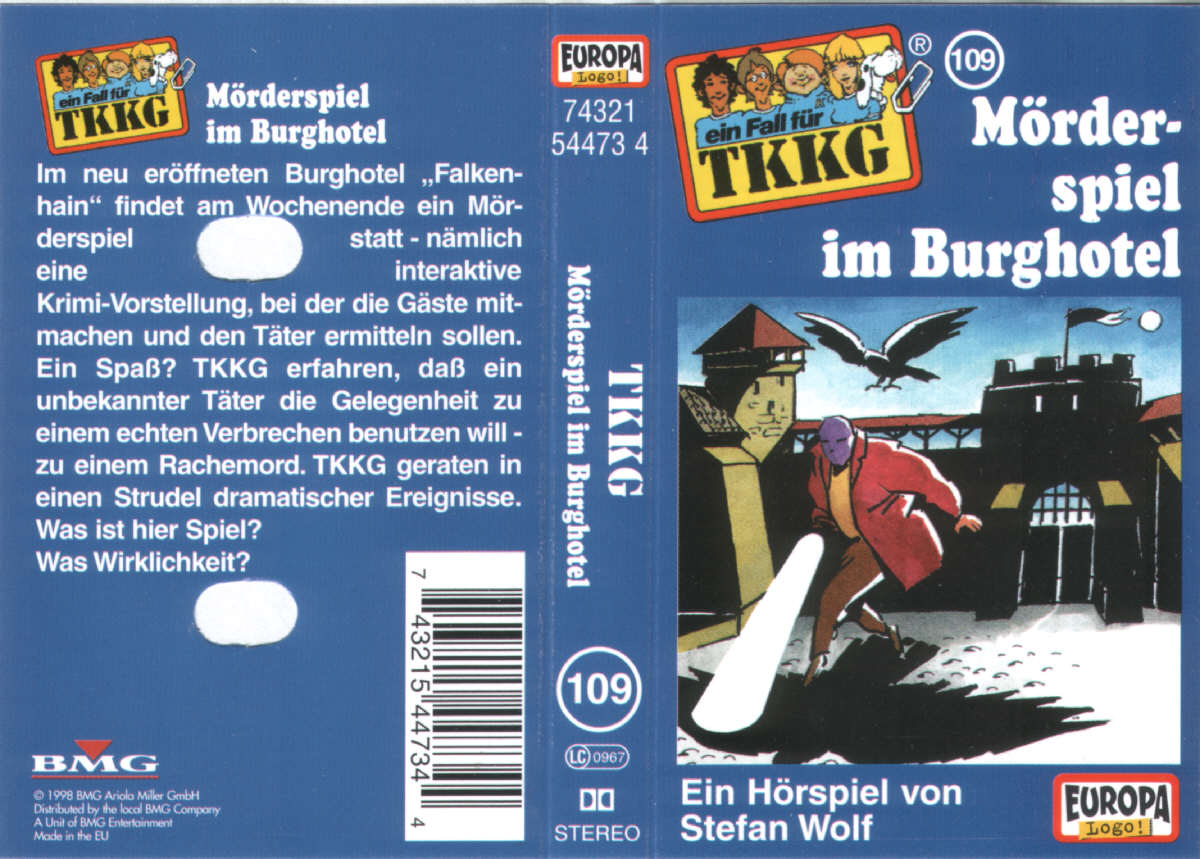 ein Fall für
TKKG
Mörderspiel
im Burghotel
Im neu eröffneten Burghotel „Falken-
hain“ findet am Wochenende ein Mör-
derspiel statt - nämlich
eine interaktive
Krimi-Vorstellung, bei der die Gäste mit-
machen und den Täter ermitteln sollen.
Ein Spaß? TKKG erfahren, daß ein
unbekannter Täter die Gelegenheit zu
einem echten Verbrechen benutzen will -
zu einem Rachemord. TKKG geraten in
einen Strudel dramatischer Ereignisse.
Was ist hier Spiel?
Was Wirklichkeit?
7 43215 44734 4
BMG
© 1998 BMG Ariola Miller GmbH
Distributed by the local BMG Company
A Unit of BMG Entertainment
Made in the EU
EUROPA
Logo!
74321
54473 4
TKKG
Mörderspiel im Burghotel
109
LC 0967
STEREO
ein Fall für
TKKG
®
109
Mörder-
spiel
im Burghotel
Ein Hörspiel von
Stefan Wolf
EUROPA
Logo!